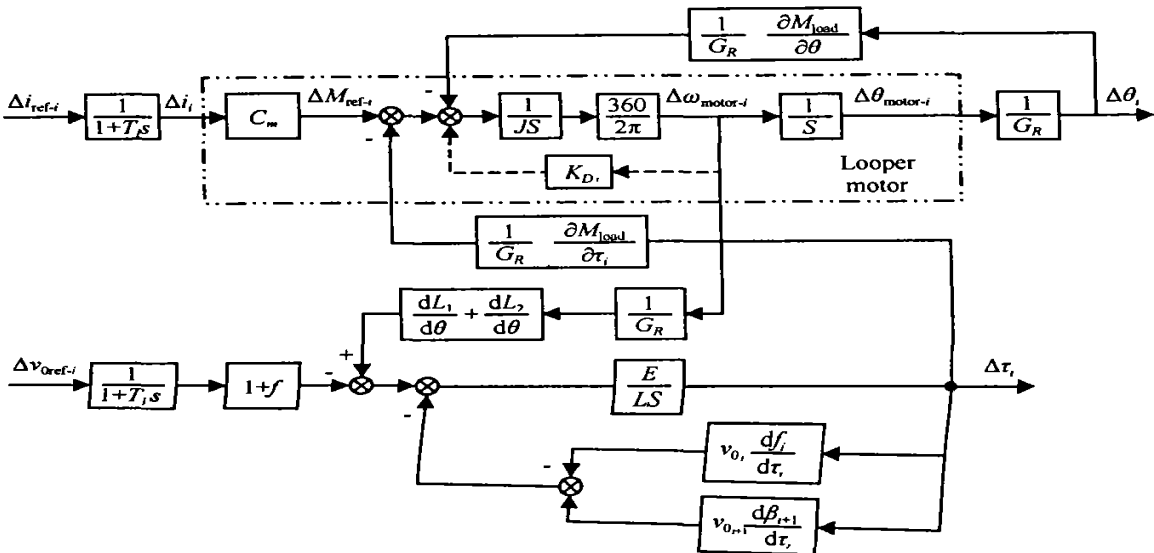 1/G_R ∂M_load/∂θ
Δi_ref-i
1/(1+T_I s)
Δi_i
C_m
ΔM_ref-i
-
-
-
1/JS
360/2π
Δω_motor-i
1/S
Δθ_motor-i
1/G_R
Δθ_i
K_D,
Looper
motor
1/G_R ∂M_load/∂τ_i
dL_1/dθ + dL_2/dθ
1/G_R
+
Δv_0ref-i
1/(1+T_i s)
1+f
-
-
E/LS
Δτ_i
-
v_0i df_i/dτ_i
v_0i+1 dβ_i+1/dτ_i